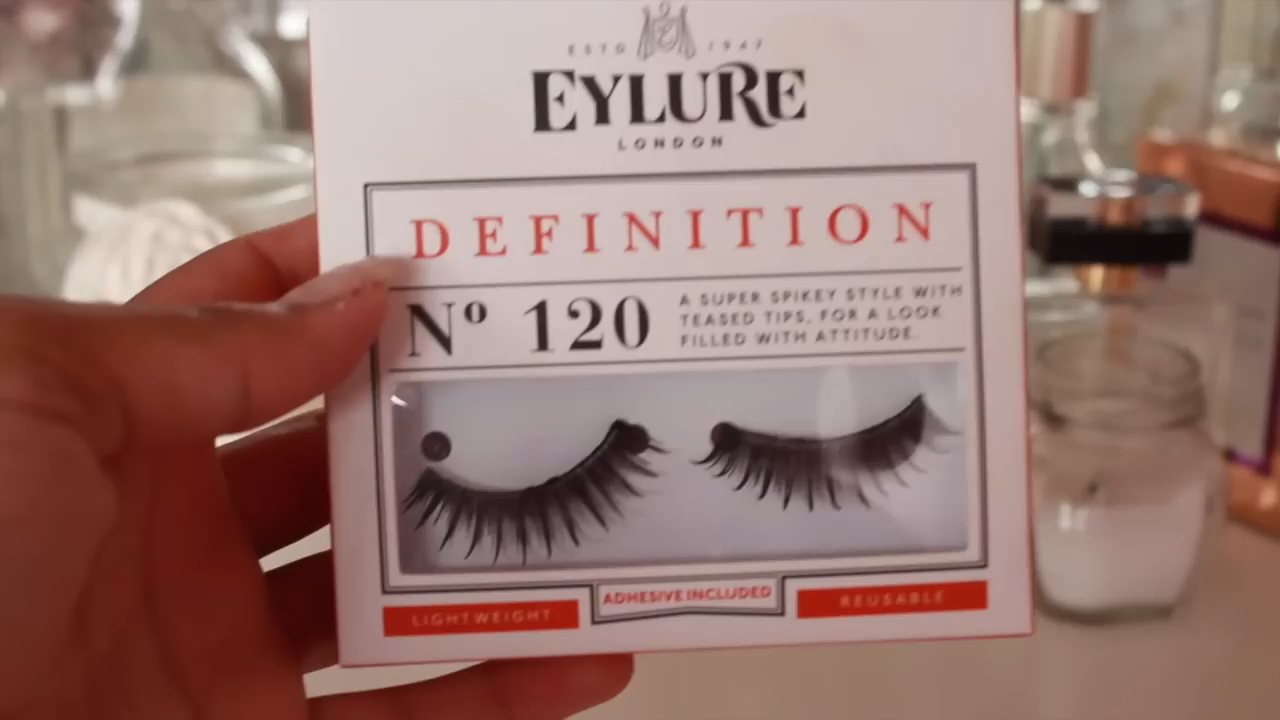 ESTD 1947
EYLURE
LONDON
DEFINITION
Nº 120
A SUPER SPIKEY STYLE WITH
TEASED TIPS, FOR A LOOK
FILLED WITH ATTITUDE.
LIGHTWEIGHT
ADHESIVE INCLUDED
REUSABLE